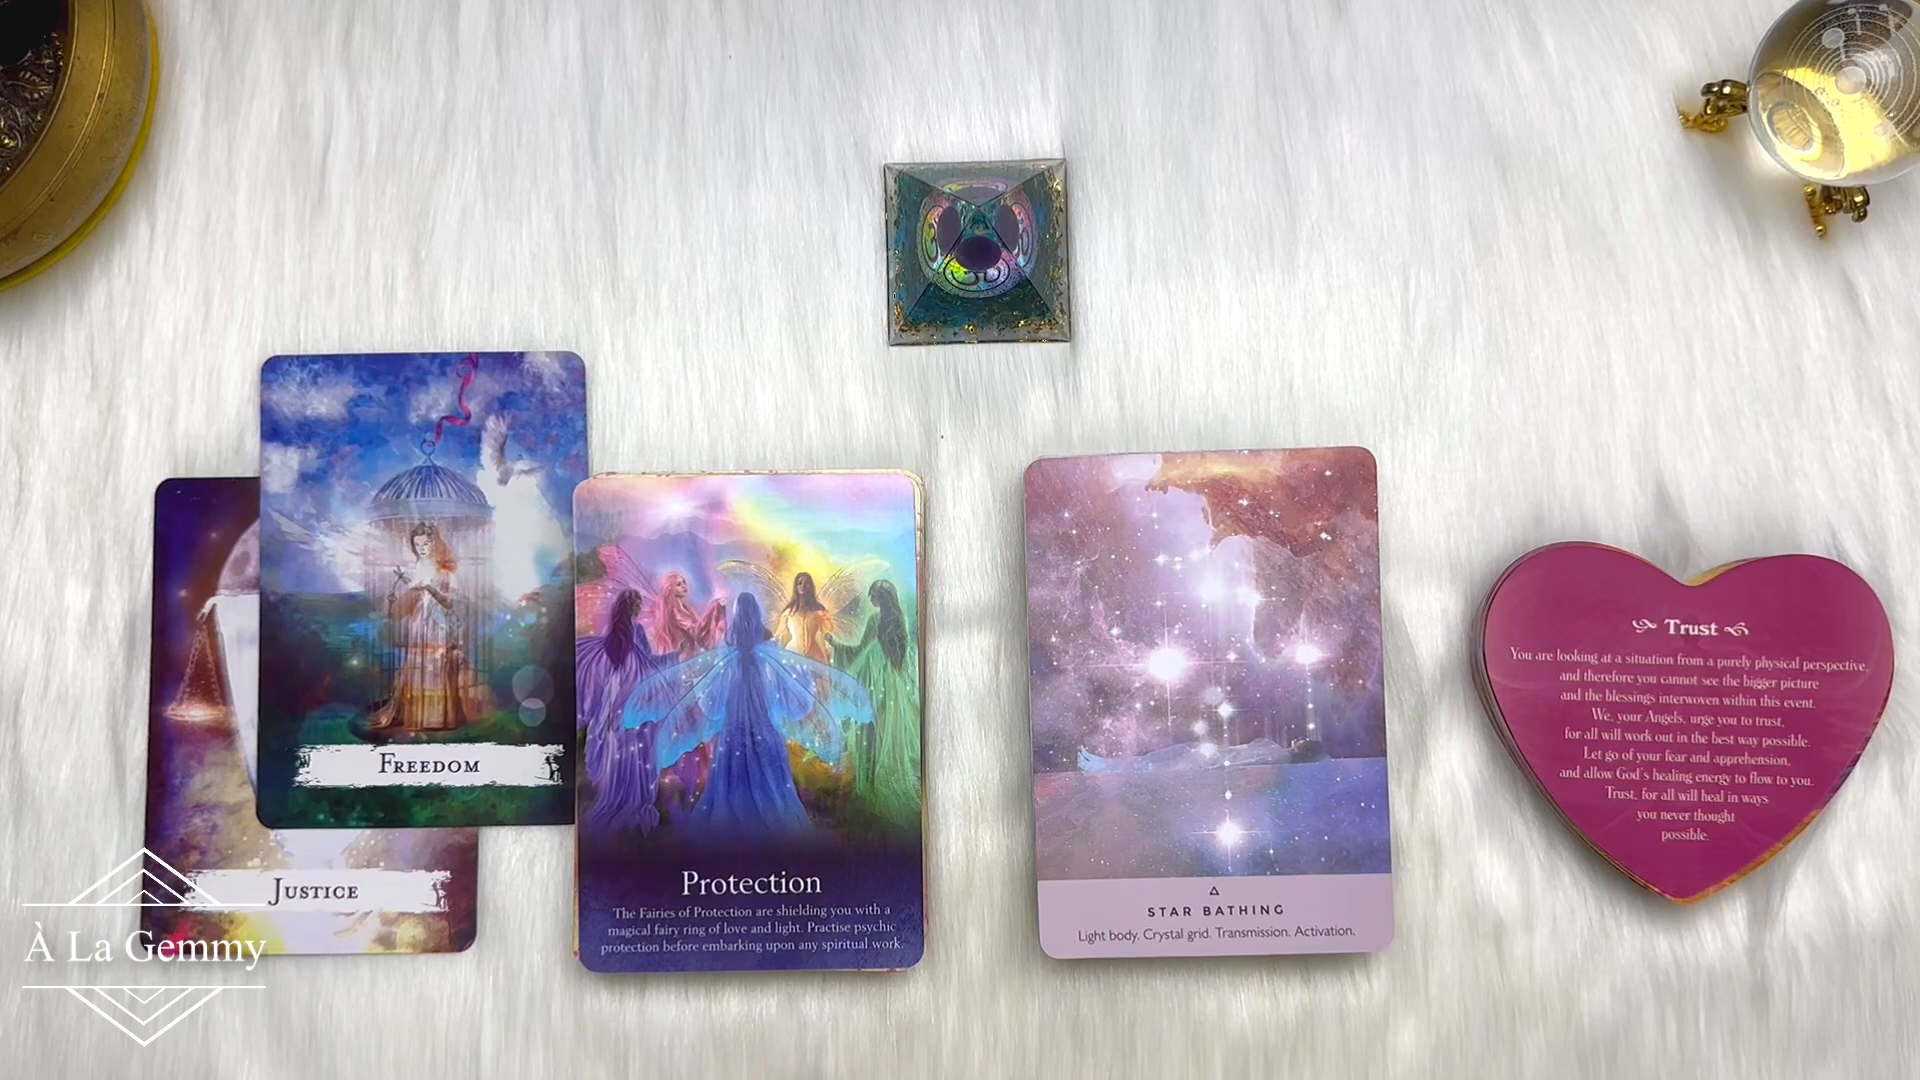 Freedom
Justice
À La Gemmy
Protection
The Fairies of Protection are shielding you with a
magical fairy ring of love and light. Practise psychic
protection before embarking upon any spiritual work.
STAR BATHING
Light body. Crystal grid. Transmission. Activation.
Trust
You are looking at a situation from a purely physical perspective,
and therefore you cannot see the bigger picture
and the blessings interwoven within this event.
We, your Angels, urge you to trust,
for all will work out in the best way possible.
Let go of your fear and apprehension,
and allow God's healing energy to flow to you.
Trust, for all will heal in ways
you never thought
possible.